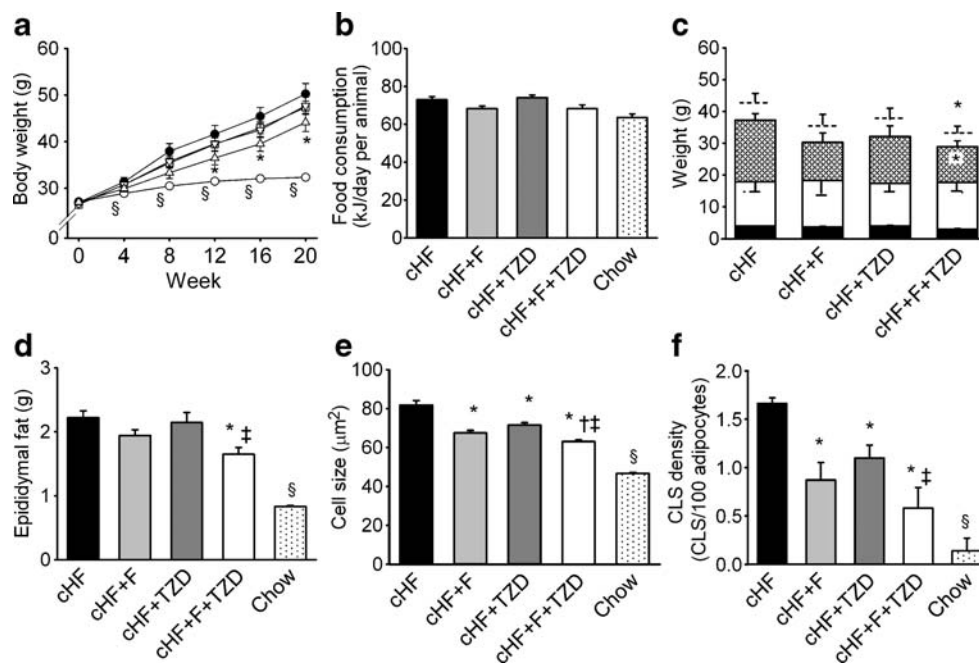 a
Body weight (g)
60
50
40
30
0
§ § § § §
* * *
0 4 8 12 16 20
Week
b
Food consumption
(kJ/day per animal)
100
80
60
40
20
0
cHF
cHF+F
cHF+TZD
cHF+F+TZD
Chow
c
Weight (g)
60
50
40
30
20
10
0
*
*
cHF
cHF+F
cHF+TZD
cHF+F+TZD
d
Epididymal fat (g)
3
2
1
0
* ‡
§
cHF
cHF+F
cHF+TZD
cHF+F+TZD
Chow
e
Cell size (μm²)
100
80
60
40
20
0
*
*
* †‡
§
cHF
cHF+F
cHF+TZD
cHF+F+TZD
Chow
f
CLS density
(CLS/100 adipocytes)
2.0
1.5
1.0
0.5
0.0
*
*
* ‡
§
cHF
cHF+F
cHF+TZD
cHF+F+TZD
Chow